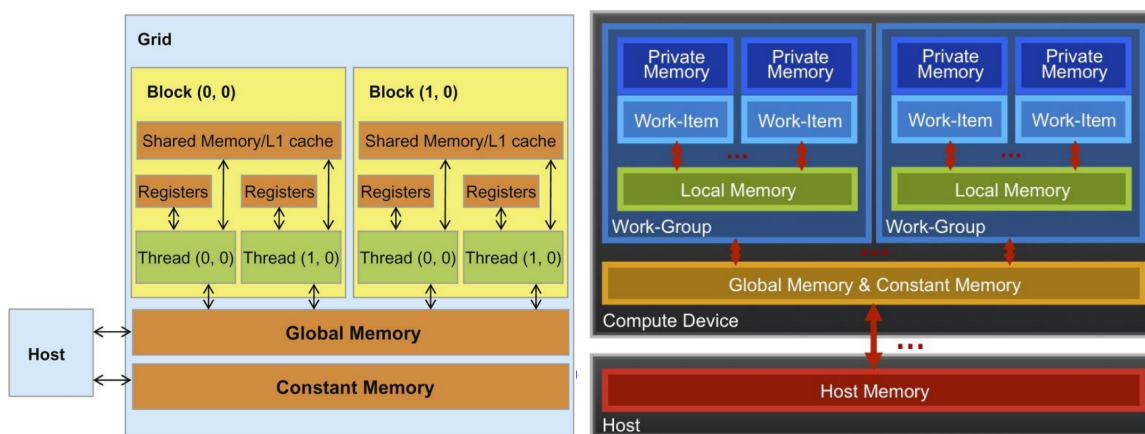 Grid
Block (0, 0)
Block (1, 0)
Shared Memory/L1 cache
Shared Memory/L1 cache
Registers
Registers
Registers
Registers
Thread (0, 0)
Thread (1, 0)
Thread (0, 0)
Thread (1, 0)
Host
Global Memory
Constant Memory
Private
Memory
Private
Memory
Private
Memory
Private
Memory
Work-Item
Work-Item
Work-Item
Work-Item
...
...
Local Memory
Local Memory
Work-Group
Work-Group
...
Global Memory & Constant Memory
Compute Device
...
Host Memory
Host